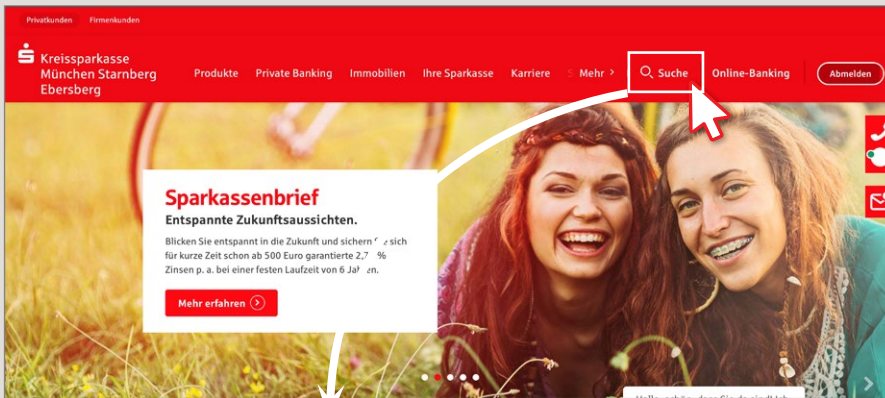 Privatkunden Firmenkunden
Kreissparkasse
München Starnberg
Ebersberg
Produkte Private Banking Immobilien Ihre Sparkasse Karriere S Mehr Suche Online-Banking Abmelden
Sparkassenbrief
Entspannte Zukunftsaussichten.
Blicken Sie entspannt in die Zukunft und sichern sich
für kurze Zeit schon ab 500 Euro garantierte %
Zinsen p. a. bei einer festen Laufzeit von 6
Mehr erfahren